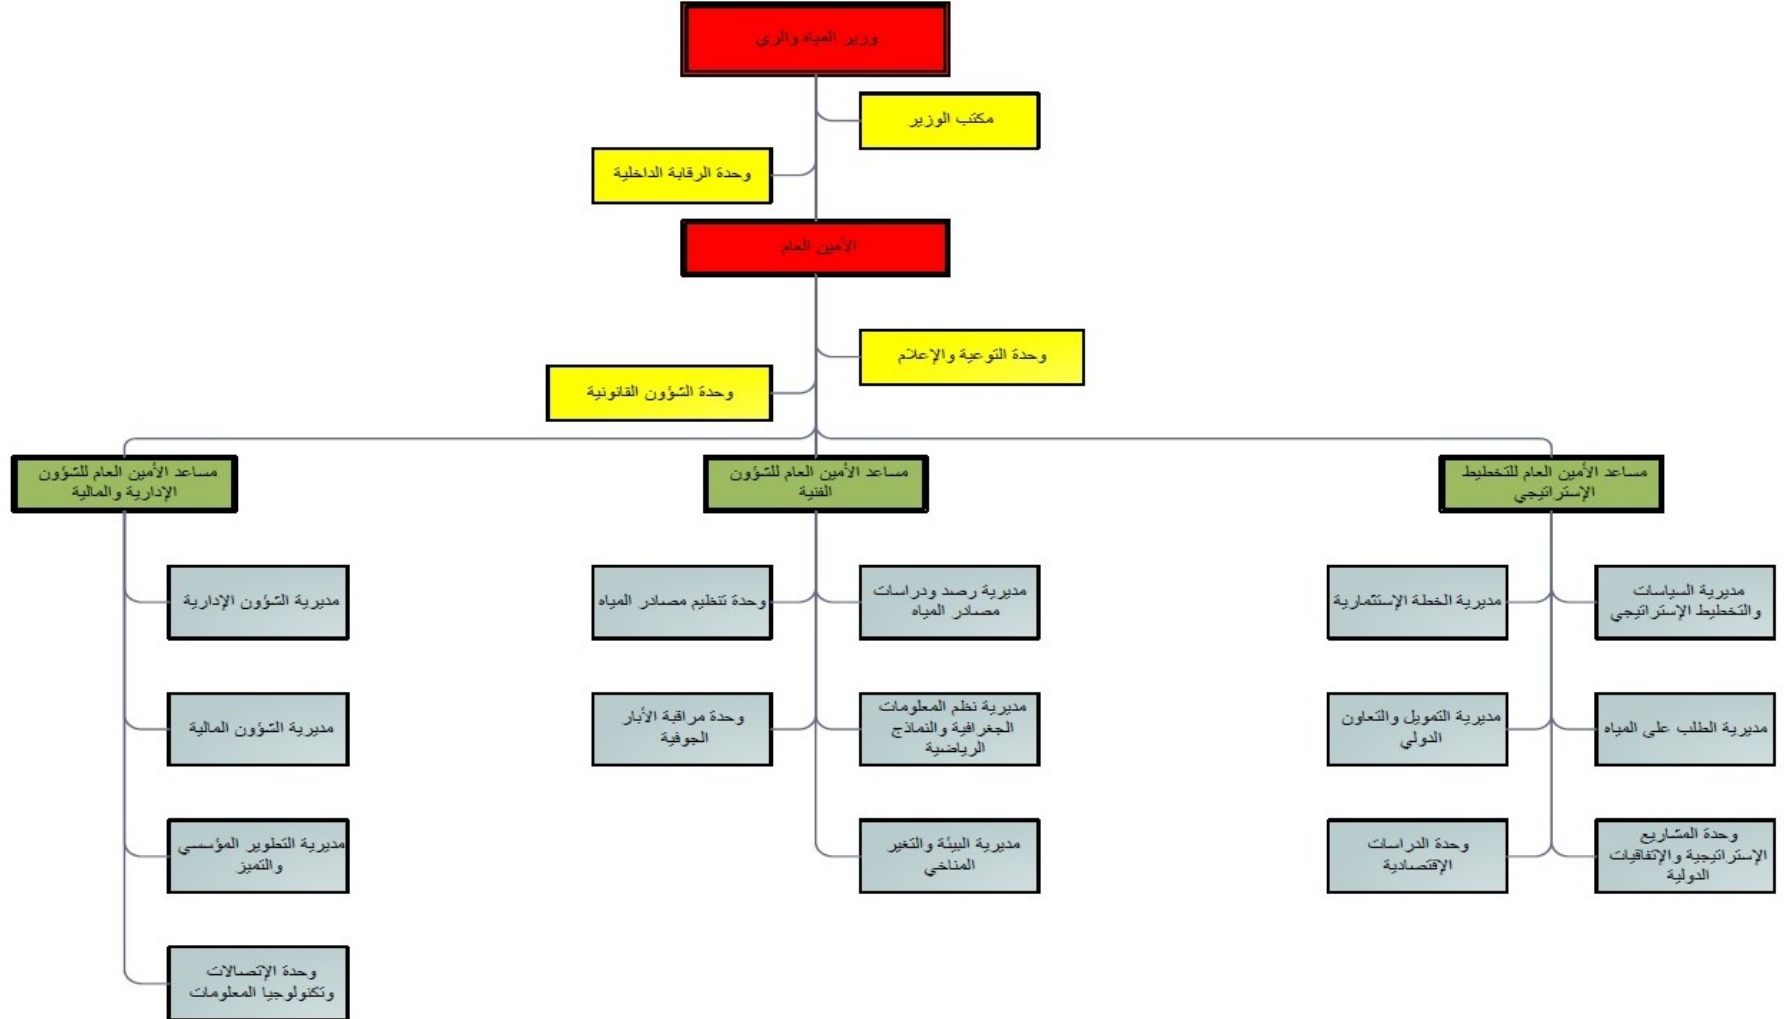 وزير المياه والري
مكتب الوزير
وحدة الرقابة الداخلية
الأمين العام
وحدة التوعية والإعلام
وحدة الشؤون القانونية
مساعد الأمين العام للتخطيط
الإستراتيجي
مساعد الأمين العام للشؤون
الفنية
مساعد الأمين العام للشؤون
الإدارية والمالية
مديرية السياسات
والتخطيط الإستراتيجي
مديرية الخطة الإستثمارية
مديرية رصد ودراسات
مصادر المياه
وحدة تنظيم مصادر المياه
مديرية الشؤون الإدارية
مديرية الطلب على المياه
مديرية التمويل والتعاون
الدولي
مديرية نظم المعلومات
الجغرافية والنماذج
الرياضية
وحدة مراقبة الأبار
الجوفية
مديرية الشؤون المالية
وحدة المشاريع
الإستراتيجية والإتفاقيات
الدولية
وحدة الدراسات
الإقتصادية
مديرية البيئة والتغير
المناخي
مديرية التطوير المؤسسي
والتميز
وحدة الإتصالات
وتكنولوجيا المعلومات